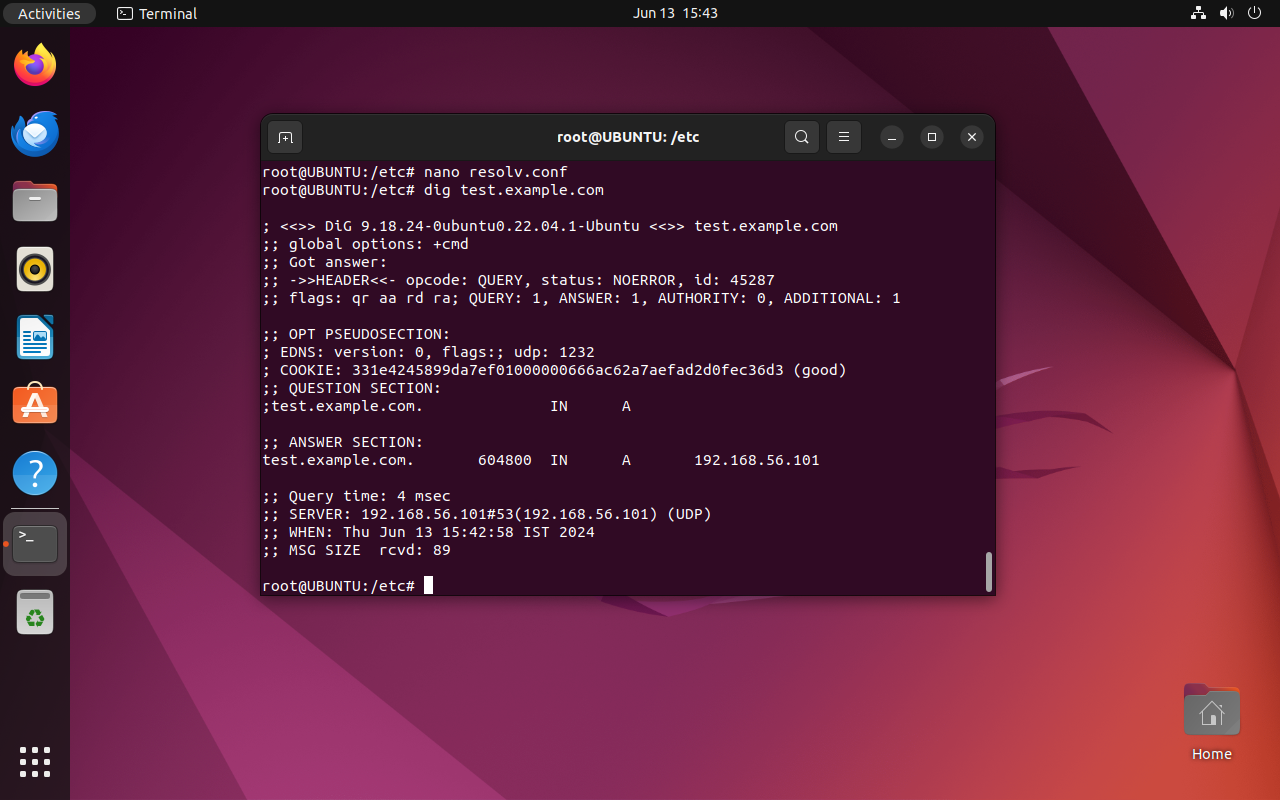 Activities
Terminal
Jun 13 15:43
root@UBUNTU: /etc
root@UBUNTU:/etc# nano resolv.conf
root@UBUNTU:/etc# dig test.example.com
; <<>> DiG 9.18.24-0ubuntu0.22.04.1-Ubuntu <<>> test.example.com
;; global options: +cmd
;; Got answer:
;; ->>HEADER<<- opcode: QUERY, status: NOERROR, id: 45287
;; flags: qr aa rd ra; QUERY: 1, ANSWER: 1, AUTHORITY: 0, ADDITIONAL: 1
;; OPT PSEUDOSECTION:
; EDNS: version: 0, flags:; udp: 1232
; COOKIE: 331e4245899da7ef01000000666ac62a7aefad2d0fec36d3 (good)
;; QUESTION SECTION:
;test.example.com. IN A
;; ANSWER SECTION:
test.example.com. 604800 IN A 192.168.56.101
;; Query time: 4 msec
;; SERVER: 192.168.56.101#53(192.168.56.101) (UDP)
;; WHEN: Thu Jun 13 15:42:58 IST 2024
;; MSG SIZE rcvd: 89
root@UBUNTU:/etc#
Home